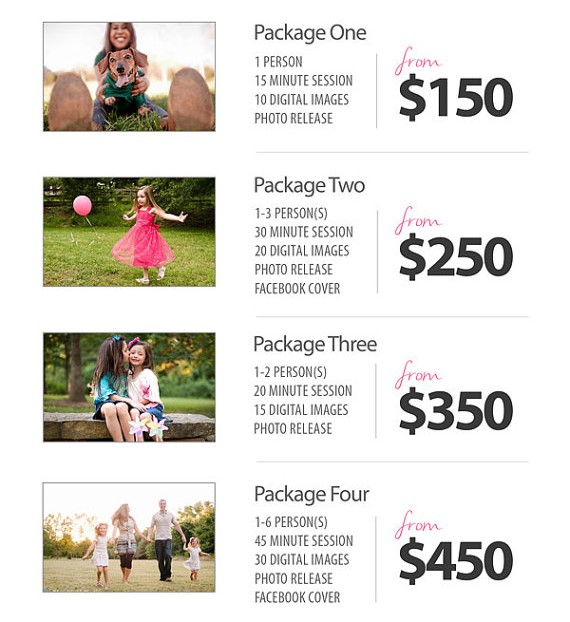 Package One
1 PERSON
15 MINUTE SESSION
10 DIGITAL IMAGES
PHOTO RELEASE
from
$150
Package Two
1-3 PERSON(S)
30 MINUTE SESSION
20 DIGITAL IMAGES
PHOTO RELEASE
FACEBOOK COVER
from
$250
Package Three
1-2 PERSON(S)
20 MINUTE SESSION
15 DIGITAL IMAGES
PHOTO RELEASE
from
$350
Package Four
1-6 PERSON(S)
45 MINUTE SESSION
30 DIGITAL IMAGES
PHOTO RELEASE
FACEBOOK COVER
from
$450